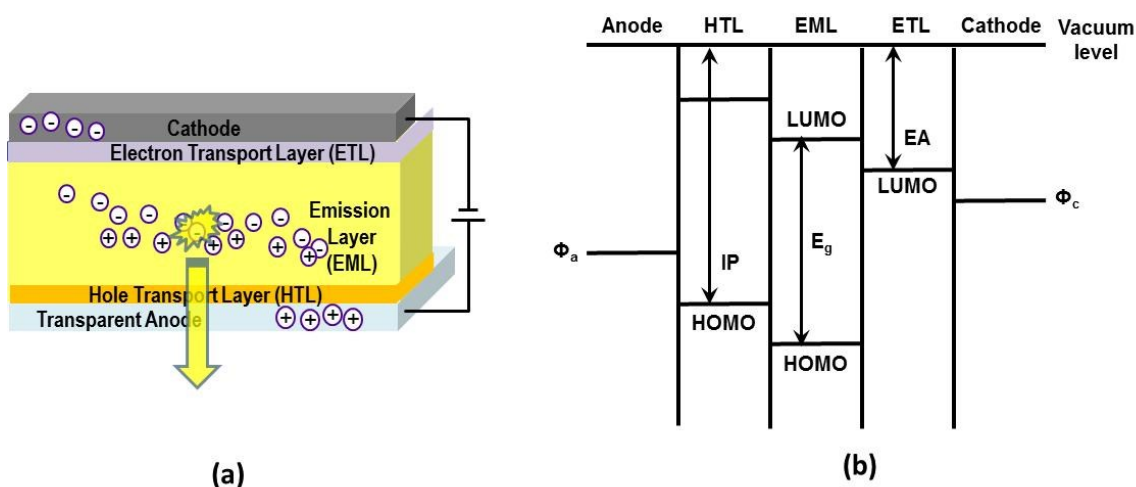 Cathode
Electron Transport Layer (ETL)
Emission
Layer
(EML)
Hole Transport Layer (HTL)
Transparent Anode
(a)
Anode HTL EML ETL Cathode Vacuum
level
LUMO
EA
LUMO
Φc
Eg
Φa
IP
HOMO
HOMO
(b)